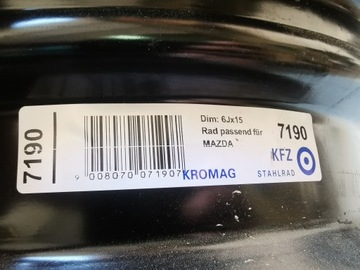 7190
Dim: 6Jx15
Rad passend für
MAZDA *
7190
KFZ
STAHLRAD
9 008070 071907
KROMAG